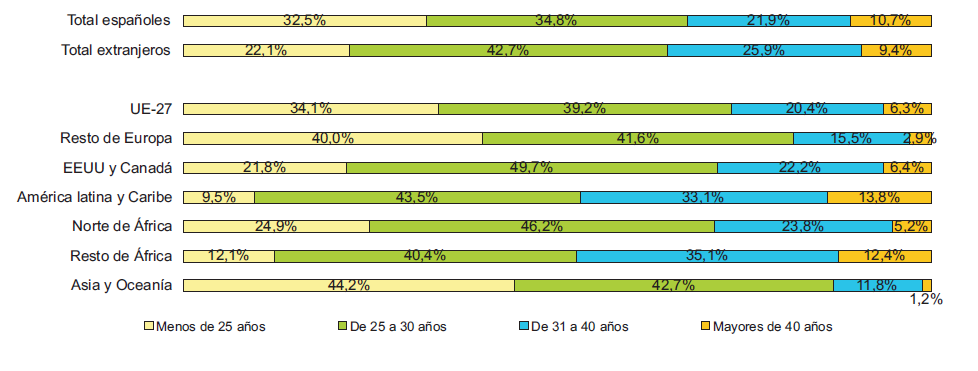 Total españoles 32,5% 34,8% 21,9% 10,7%
Total extranjeros 22,1% 42,7% 25,9% 9,4%
UE-27 34,1% 39,2% 20,4% 6,3%
Resto de Europa 40,0% 41,6% 15,5% 2,9%
EEUU y Canadá 21,8% 49,7% 22,2% 6,4%
América latina y Caribe 9,5% 43,5% 33,1% 13,8%
Norte de África 24,9% 46,2% 23,8% 5,2%
Resto de África 12,1% 40,4% 35,1% 12,4%
Asia y Oceanía 44,2% 42,7% 11,8%
1,2%
Menos de 25 años De 25 a 30 años De 31 a 40 años Mayores de 40 años